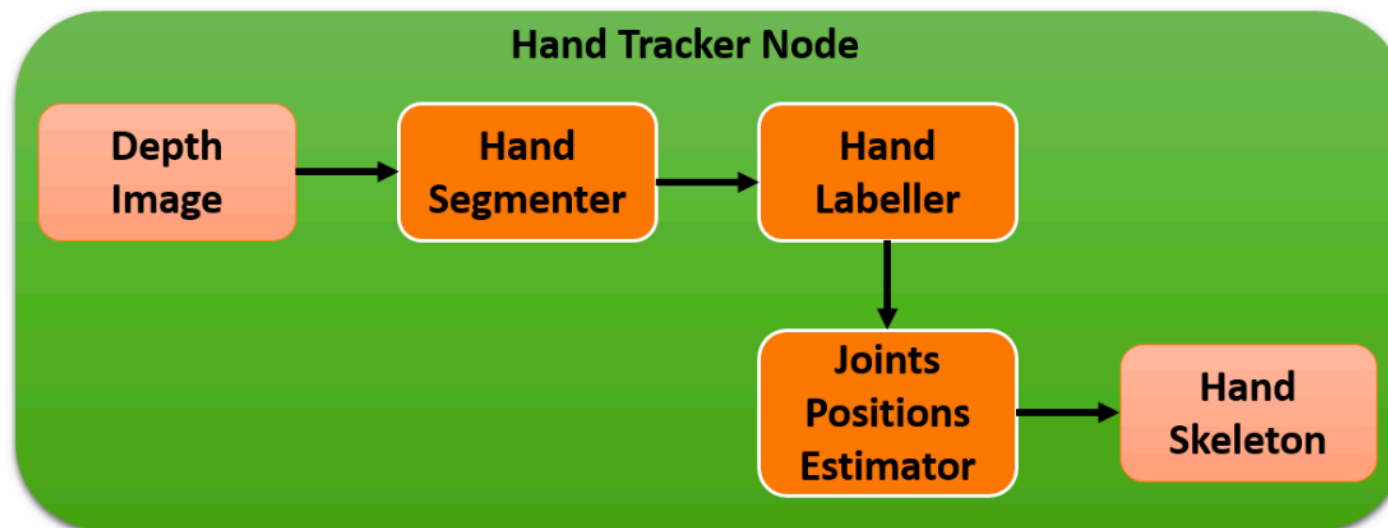 Hand Tracker Node
Depth
Image
Hand
Segmenter
Hand
Labeller
Joints
Positions
Estimator
Hand
Skeleton